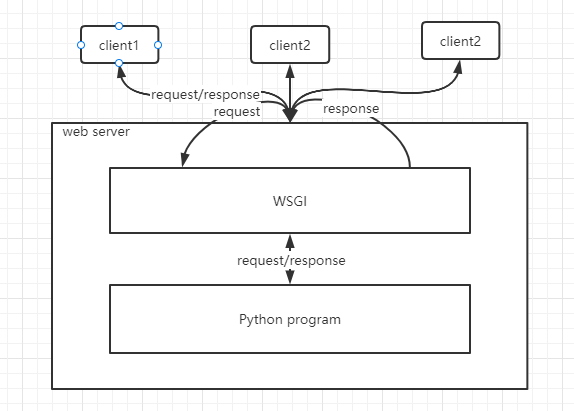 client1
client2
client2
request/response
request
response
web server
WSGI
request/response
Python program